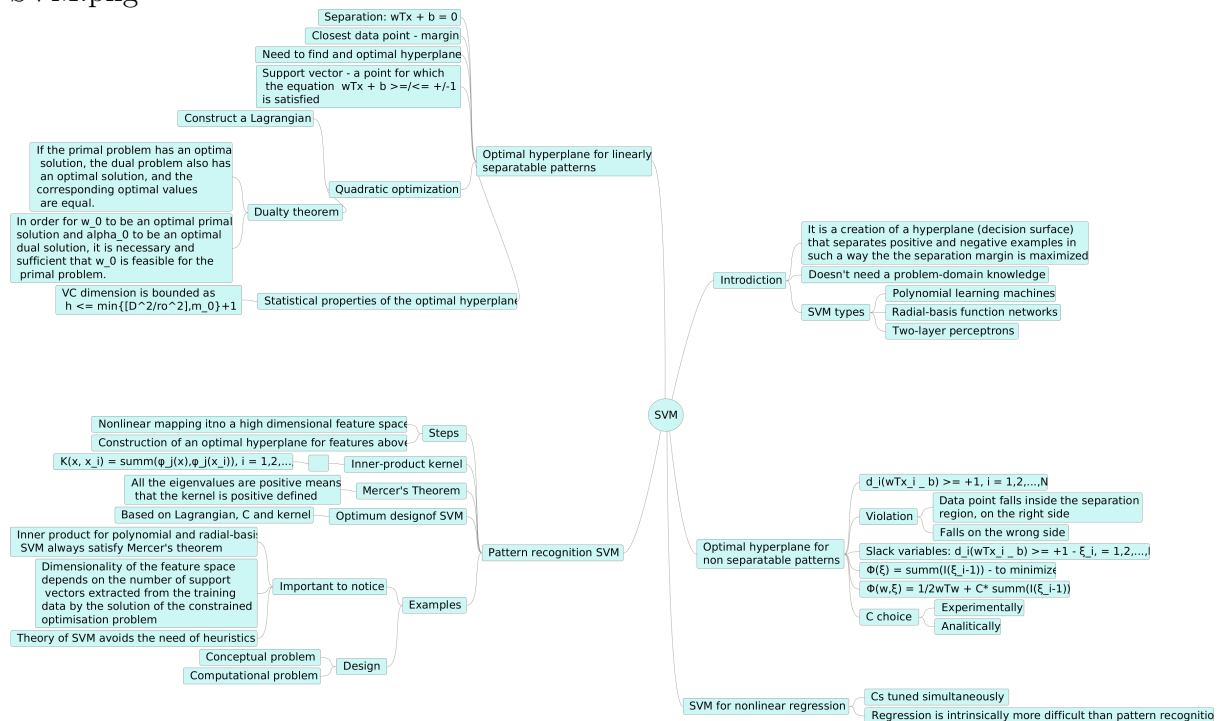 Separation: wTx + b = 0
Closest data point - margin
Need to find and optimal hyperplane
Support vector - a point for which
the equation wTx + b >=/<= +/-1
is satisfied
Construct a Lagrangian
Optimal hyperplane for linearly
separatable patterns
If the primal problem has an optima
solution, the dual problem also has
an optimal solution, and the
corresponding optimal values
are equal.
Quadratic optimization
Dualty theorem
In order for w_0 to be an optimal primal
solution and alpha_0 to be an optimal
dual solution, it is necessary and
sufficient that w_0 is feasible for the
primal problem.
VC dimension is bounded as
h <= min{[D^2/ro^2],m_0}+1
Statistical properties of the optimal hyperplane
It is a creation of a hyperplane (decision surface)
that separates positive and negative examples in
such a way the the separation margin is maximized
Introdiction
Doesn't need a problem-domain knowledge
Polynomial learning machines
SVM types
Radial-basis function networks
Two-layer perceptrons
SVM
Nonlinear mapping itno a high dimensional feature space
Steps
Construction of an optimal hyperplane for features above
K(x, x_i) = summ(φ_j(x),φ_j(x_i)), i = 1,2,...
Inner-product kernel
All the eigenvalues are positive means
that the kernel is positive defined
Mercer's Theorem
Based on Lagrangian, C and kernel
Optimum designof SVM
Inner product for polynomial and radial-basis
SVM always satisfy Mercer's theorem
Pattern recognition SVM
Dimensionality of the feature space
depends on the number of support
vectors extracted from the training
data by the solution of the constrained
optimisation problem
Important to notice
Examples
Theory of SVM avoids the need of heuristics
Conceptual problem
Design
Computational problem
d_i(wTx_i _ b) >= +1, i = 1,2,...,N
Violation
Data point falls inside the separation
region, on the right side
Falls on the wrong side
Optimal hyperplane for
non separatable patterns
Slack variables: d_i(wTx_i _ b) >= +1 - ξ_i, = 1,2,...,
Φ(ξ) = summ(I(ξ_i-1)) - to minimize
Φ(w,ξ) = 1/2wTw + C* summ(I(ξ_i-1))
C choice
Experimentally
Analitically
SVM for nonlinear regression
Cs tuned simultaneously
Regression is intrinsically more difficult than pattern recognitio